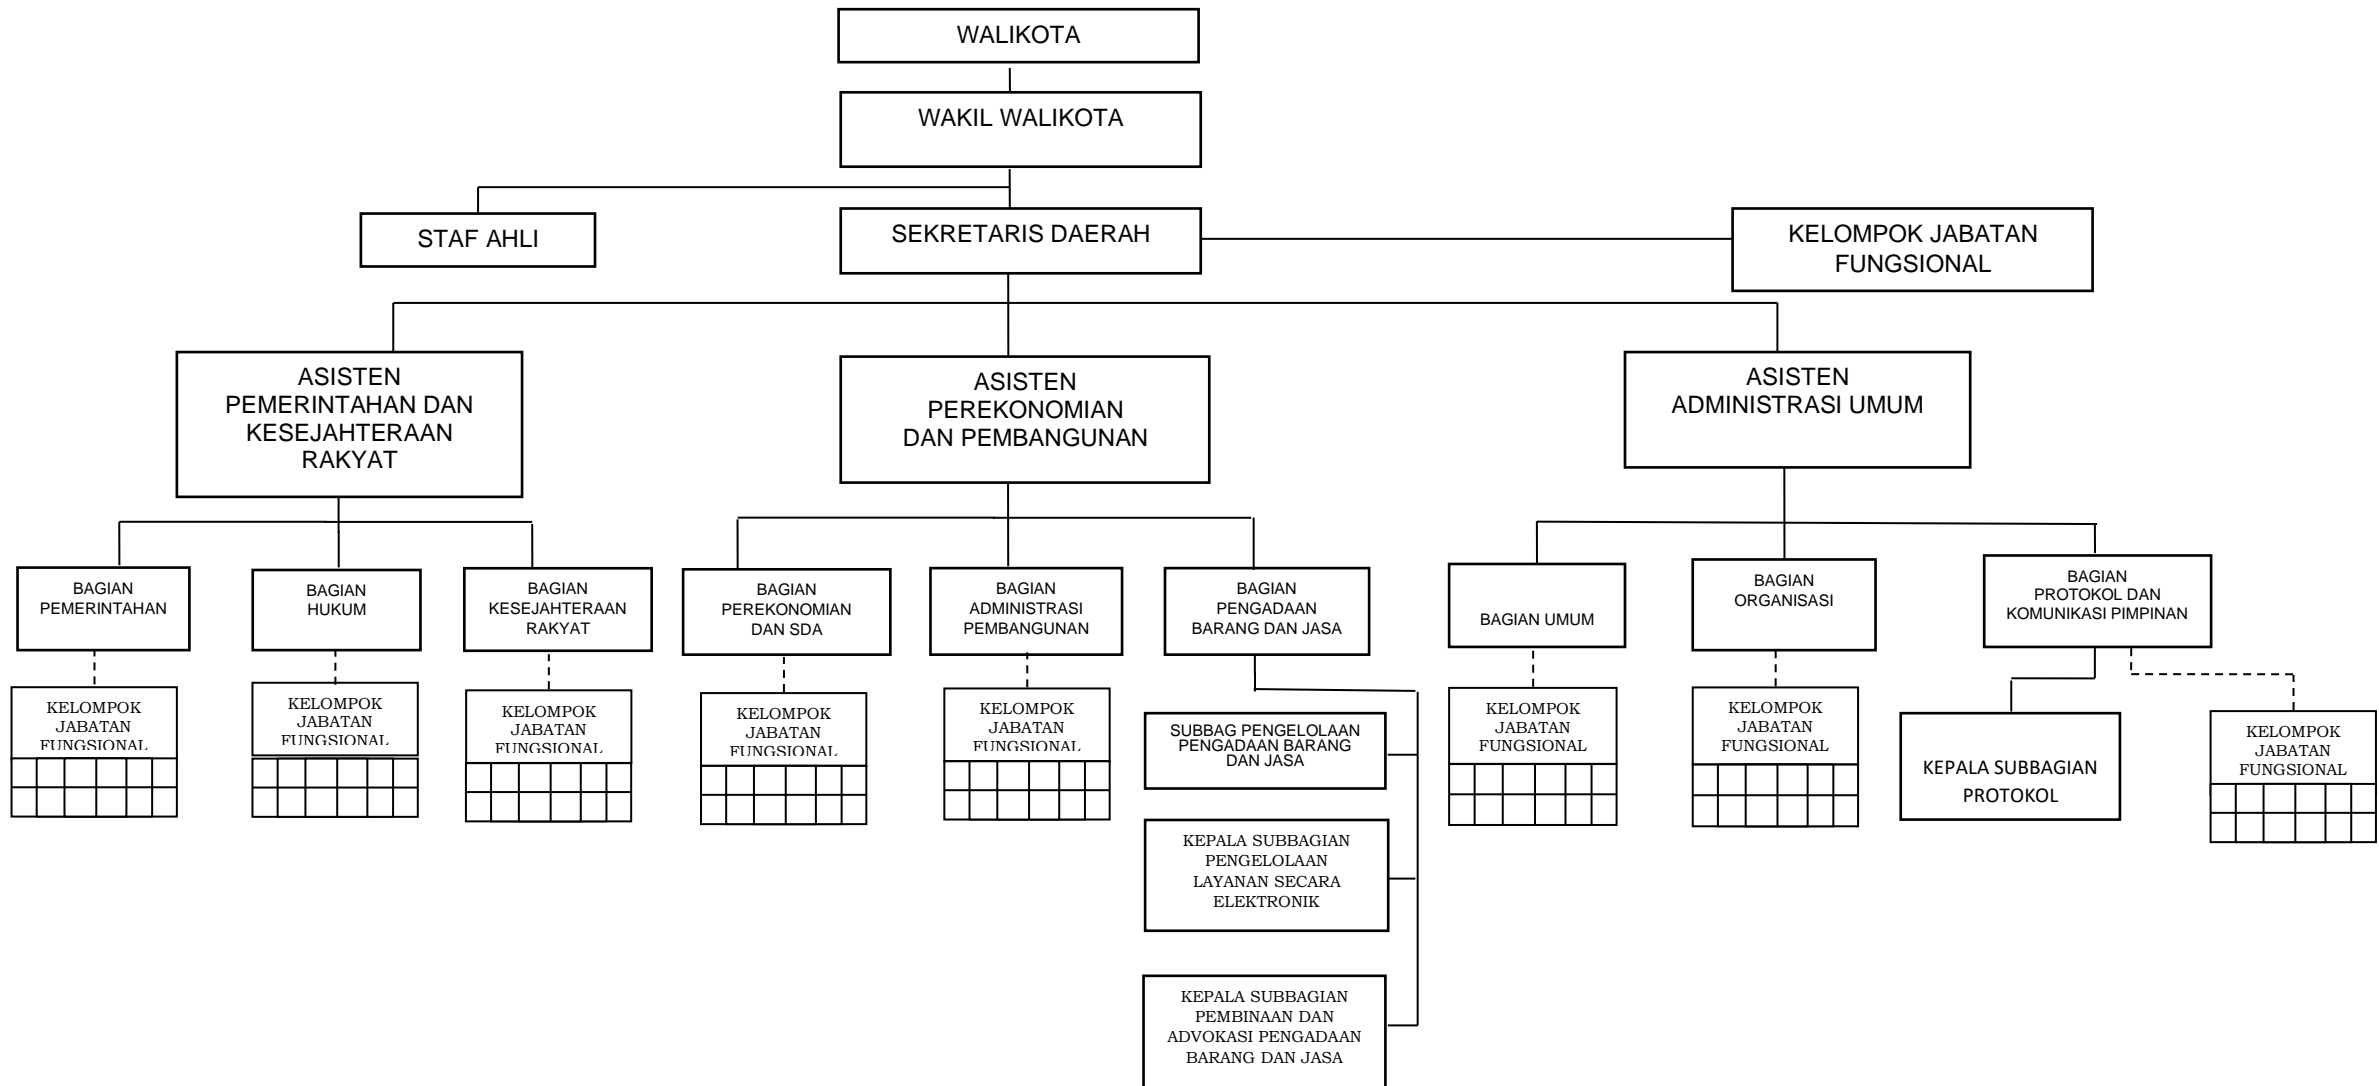 WALIKOTA
WAKIL WALIKOTA
STAF AHLI
SEKRETARIS DAERAH
KELOMPOK JABATAN
FUNGSIONAL
ASISTEN
PEMERINTAHAN DAN
KESEJAHTERAAN
RAKYAT
ASISTEN
PEREKONOMIAN
DAN PEMBANGUNAN
ASISTEN
ADMINISTRASI UMUM
BAGIAN
PEMERINTAHAN
BAGIAN
HUKUM
BAGIAN
KESEJAHTERAAN
RAKYAT
BAGIAN
PEREKONOMIAN
DAN SDA
BAGIAN
ADMINISTRASI
PEMBANGUNAN
BAGIAN
PENGADAAN
BARANG DAN JASA
BAGIAN UMUM
BAGIAN
ORGANISASI
BAGIAN
PROTOKOL DAN
KOMUNIKASI PIMPINAN
KELOMPOK
JABATAN
FUNGSIONAL
KELOMPOK
JABATAN
FUNGSIONAL
KELOMPOK
JABATAN
FUNGSIONAL
KELOMPOK
JABATAN
FUNGSIONAL
KELOMPOK
JABATAN
FUNGSIONAL
SUBBAG PENGELOLAAN
PENGADAAN BARANG
DAN JASA
KEPALA SUBBAGIAN
PENGELOLAAN
LAYANAN SECARA
ELEKTRONIK
KEPALA SUBBAGIAN
PEMBINAAN DAN
ADVOKASI PENGADAAN
BARANG DAN JASA
KELOMPOK
JABATAN
FUNGSIONAL
KELOMPOK
JABATAN
FUNGSIONAL
KEPALA SUBBAGIAN
PROTOKOL
KELOMPOK
JABATAN
FUNGSIONAL